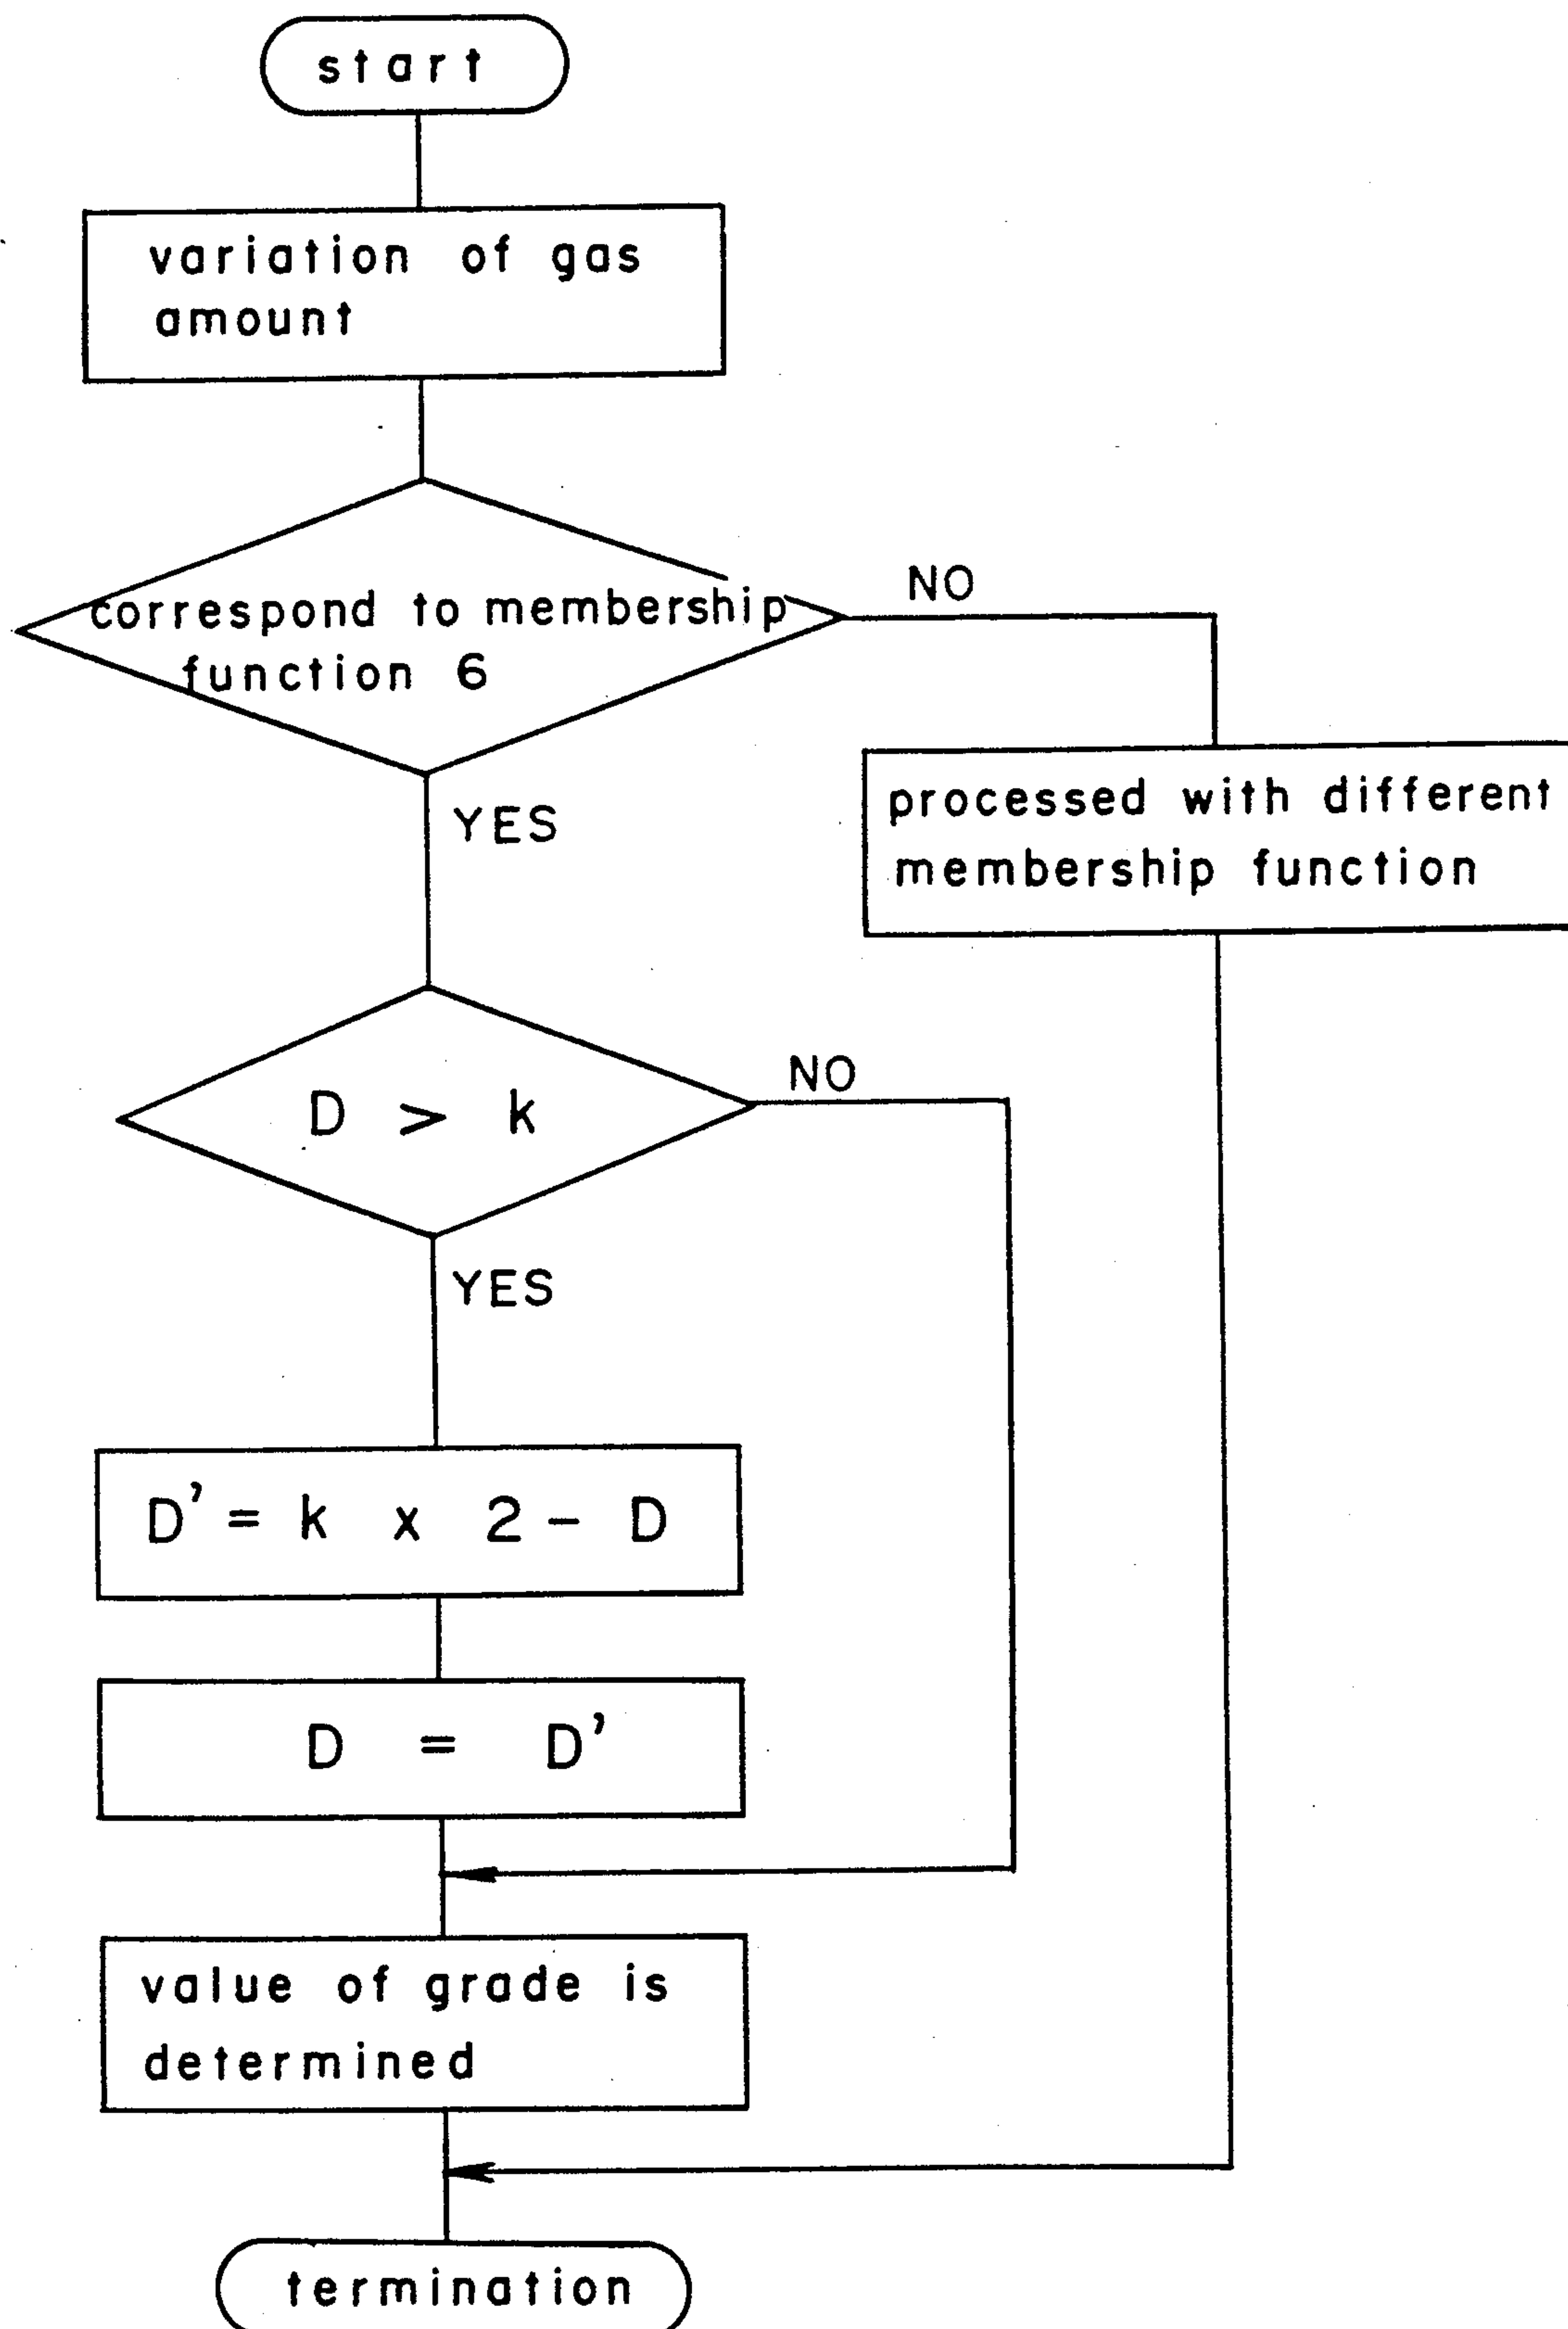 start
variation of gas
amount
correspond to membership
function 6
NO
YES
processed with different
membership function
D > k
NO
YES
D' = k x 2 - D
D = D'
value of grade is
determined
termination